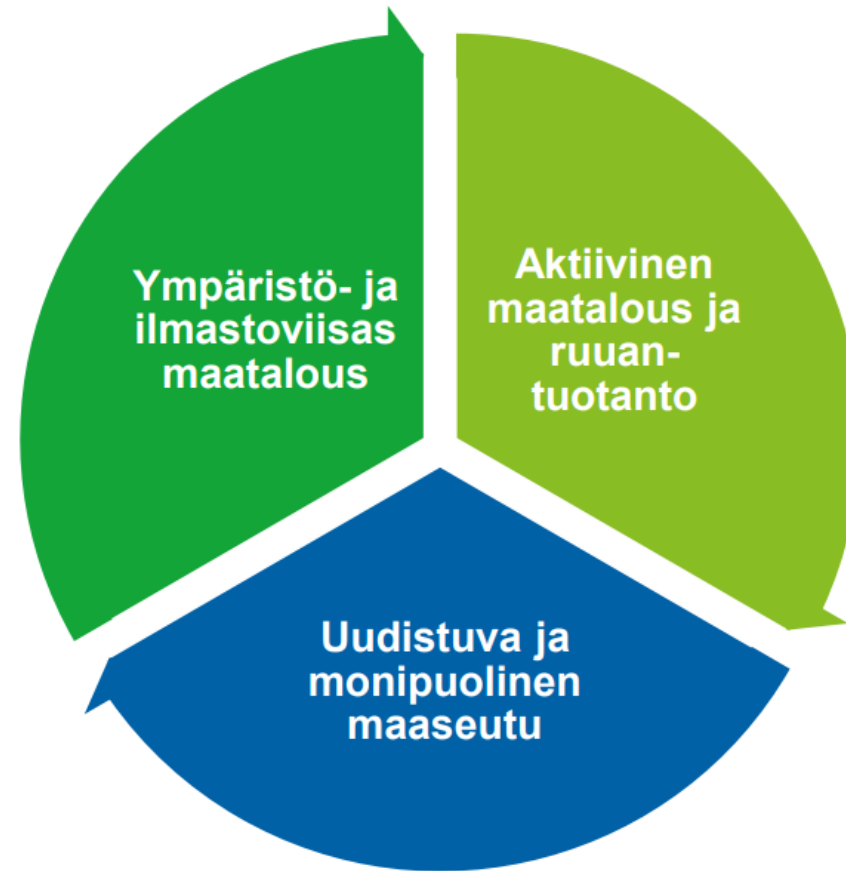 Ympäristö- ja
ilmastoviisas
maatalous
Aktiivinen
maatalous ja
ruuan-
tuotanto
Uudistuva ja
monipuolinen
maaseutu